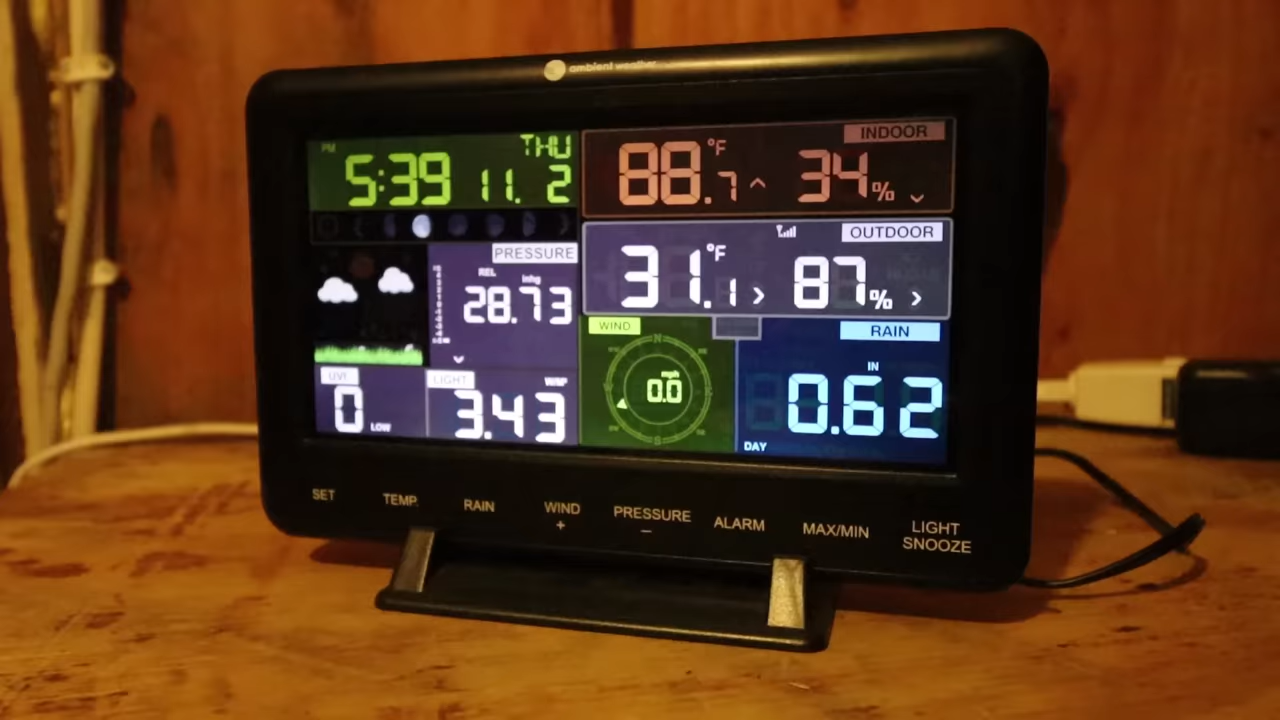 ambient weather
PM
THU
5:39 11. 2
INDOOR
88.7 °F 34 %
OUTDOOR
31.1 °F 87 %
PRESSURE
REL inhg
28.73
WIND
mph
0.0
N
S
RAIN
IN
0.62
DAY
UVI
0 LOW
LIGHT W/M²
3.43
SET
TEMP.
RAIN
WIND
+
PRESSURE
–
ALARM
MAX/MIN
LIGHT
SNOOZE